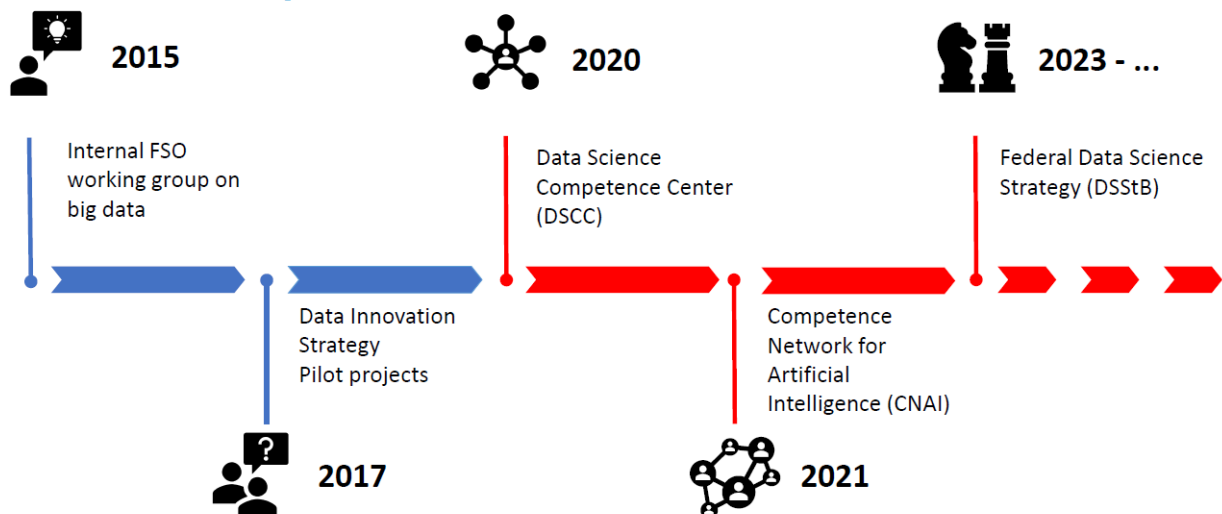 2015
2020
2023 - ...
Internal FSO
working group on
big data
Data Science
Competence Center
(DSCC)
Federal Data Science
Strategy (DSStB)
Data Innovation
Strategy
Pilot projects
Competence
Network for
Artificial
Intelligence (CNAI)
?
2017
2021